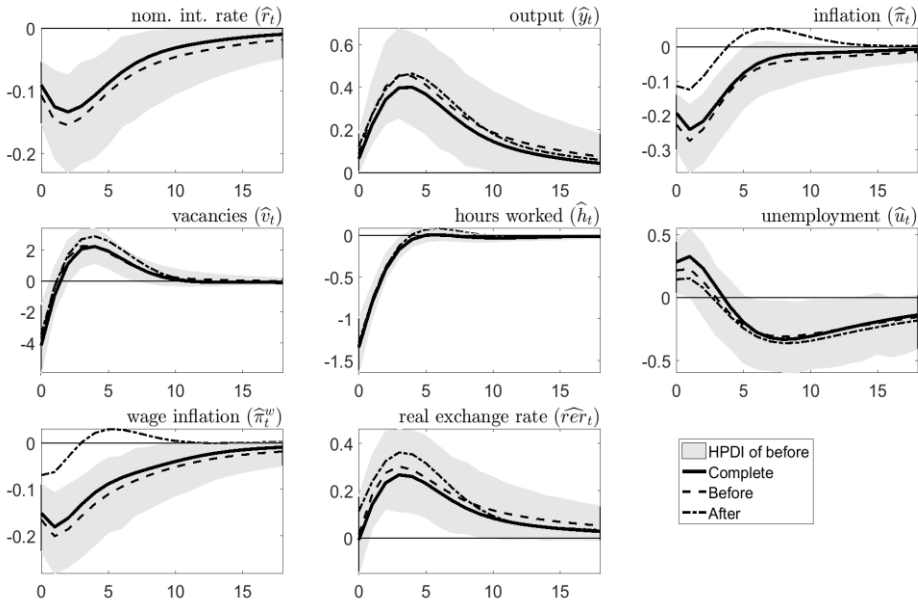 nom. int. rate (r̂ₜ)
0
-0.1
-0.2
0 5 10 15
output (ŷₜ)
0.6
0.4
0.2
0
0 5 10 15
inflation (π̂ₜ)
0
-0.1
-0.2
-0.3
0 5 10 15
vacancies (v̂ₜ)
2
0
-2
-4
0 5 10 15
hours worked (ĥₜ)
0
-0.5
-1
-1.5
0 5 10 15
unemployment (ûₜ)
0.5
0
-0.5
0 5 10 15
wage inflation (π̂ₜʷ)
0
-0.1
-0.2
0 5 10 15
real exchange rate (r̂erₜ)
0.4
0.2
0
0 5 10 15
HPDI of before
Complete
Before
After